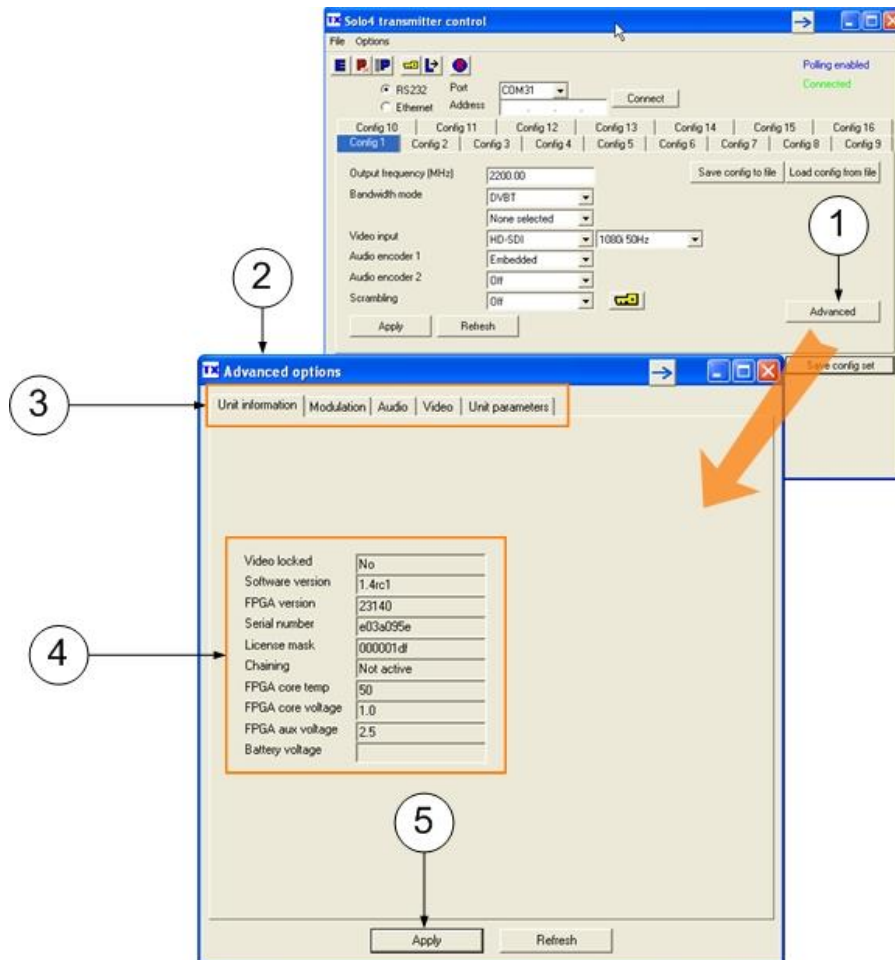 TX Solo4 transmitter control
File Options
E P IP
Polling enabled
RS232 Port COM31
Connected
Ethernet Address . . . Connect
Config 10 Config 11 Config 12 Config 13 Config 14 Config 15 Config 16
Config 1 Config 2 Config 3 Config 4 Config 5 Config 6 Config 7 Config 8 Config 9
Output frequency (MHz) 2200.00 Save config to file Load config from file
Bandwidth mode DVBT
None selected
1
Video input HD-SDI 1080i 50Hz
Audio encoder 1 Embedded
2
Audio encoder 2 Off
Scrambling Off
Advanced
Apply Refresh
Save config set
TX Advanced options
3
Unit information Modulation Audio Video Unit parameters
Video locked No
Software version 1.4rc1
FPGA version 23140
Serial number e03a095e
4
License mask 000001df
Chaining Not active
FPGA core temp 50
FPGA core voltage 1.0
FPGA aux voltage 2.5
Battery voltage
5
Apply Refresh